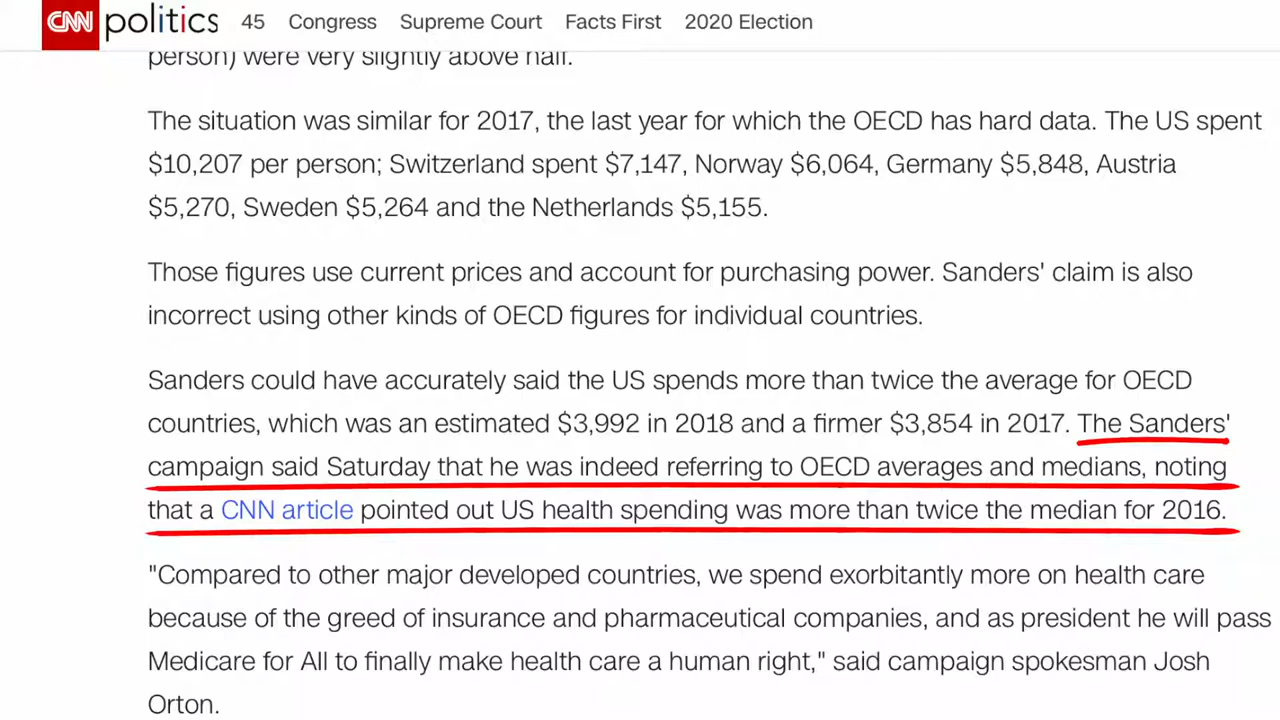 CNN politics 45 Congress Supreme Court Facts First 2020 Election
person) were very slightly above half.
The situation was similar for 2017, the last year for which the OECD has hard data. The US spent
$10,207 per person; Switzerland spent $7,147, Norway $6,064, Germany $5,848, Austria
$5,270, Sweden $5,264 and the Netherlands $5,155.
Those figures use current prices and account for purchasing power. Sanders' claim is also
incorrect using other kinds of OECD figures for individual countries.
Sanders could have accurately said the US spends more than twice the average for OECD
countries, which was an estimated $3,992 in 2018 and a firmer $3,854 in 2017. The Sanders'
campaign said Saturday that he was indeed referring to OECD averages and medians, noting
that a CNN article pointed out US health spending was more than twice the median for 2016.
"Compared to other major developed countries, we spend exorbitantly more on health care
because of the greed of insurance and pharmaceutical companies, and as president he will pass
Medicare for All to finally make health care a human right," said campaign spokesman Josh
Orton.